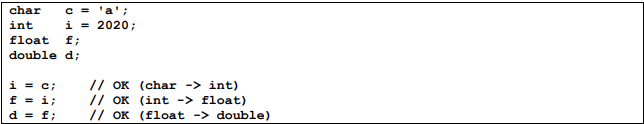 char   c = 'a';
int    i = 2020;
float  f;
double d;

i = c;    // OK (char -> int)
f = i;    // OK (int -> float)
d = f;    // OK (float -> double)